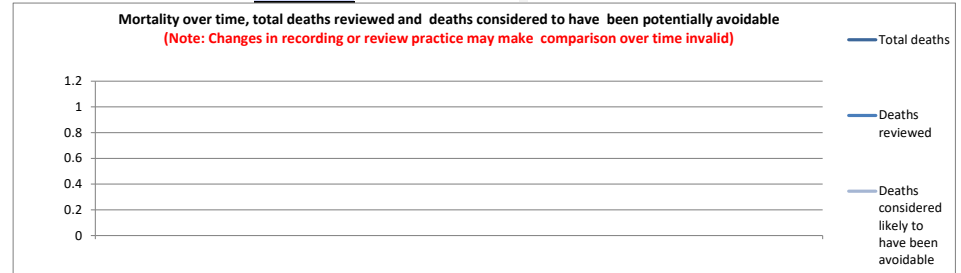 Mortality over time, total deaths reviewed and deaths considered to have been potentially avoidable
(Note: Changes in recording or review practice may make comparison over time invalid)
Total deaths
1.2
1
0.8
0.6
0.4
0.2
0
Deaths
reviewed
Deaths
considered
likely to
have been
avoidable